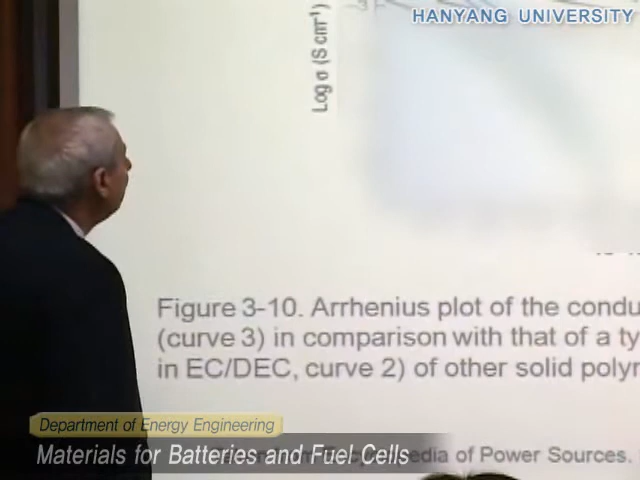 HANYANG UNIVERSITY
Log σ (S cm⁻¹)
Figure 3-10. Arrhenius plot of the condu
(curve 3) in comparison with that of a ty
in EC/DEC, curve 2) of other solid polyr
Department of Energy Engineering
Materials for Batteries and Fuel Cells
of Power Sources.